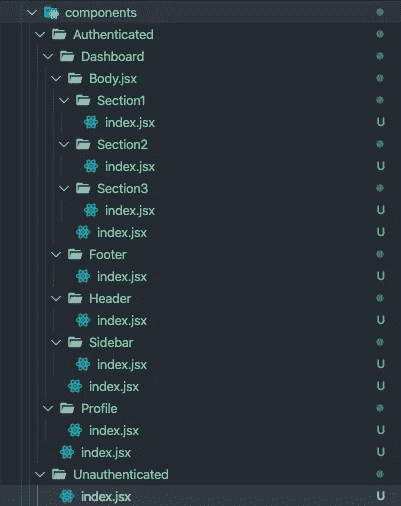 components
Authenticated
Dashboard
Body.jsx
Section1
index.jsx U
Section2
index.jsx U
Section3
index.jsx U
index.jsx U
Footer
index.jsx U
Header
index.jsx U
Sidebar
index.jsx U
index.jsx U
Profile
index.jsx U
index.jsx U
Unauthenticated
index.jsx U